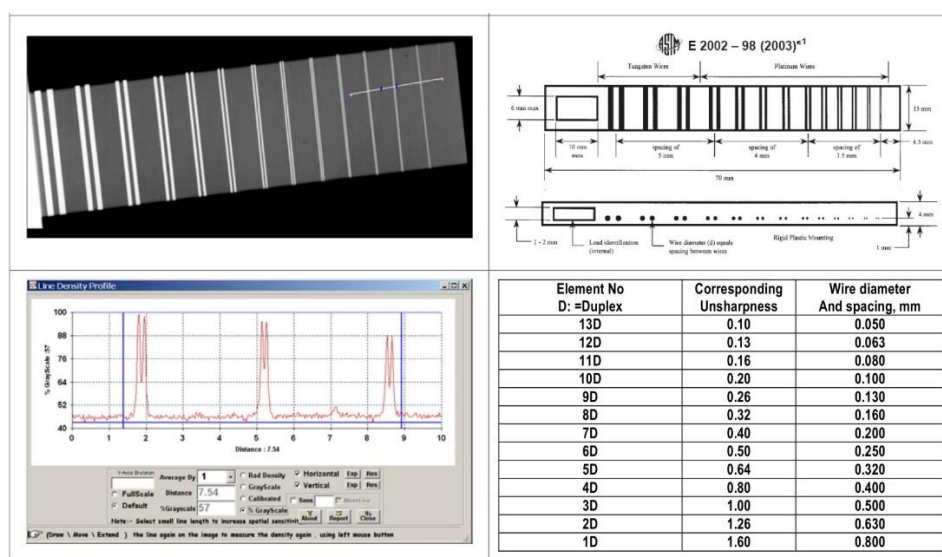 ASTM E 2002 – 98 (2003)ᵋ¹
Tungsten Wires
Platinum Wires
6 mm max
15 mm
10 mm max
spacing of 5 mm
spacing of 4 mm
spacing of 3.5 mm
4.5 mm
70 mm
4 mm
1 - 2 mm
Lead identification (internal)
Wire diameter (d) equals spacing between wires
Rigid Plastic Mounting
1 mm
Line Density Profile
100
88
76
64
52
40
% GrayScale :57
0 1 2 3 4 5 6 7 8 9 10
Distance : 7.54
Y-Axis Division
Average By 1
Rad Density
Horizontal Exp Res
FullScale
Distance 7.54
GrayScale
Vertical Exp Res
Default
Calibrated
%Grayscale 57
% GrayScale
About Report Close
Note:- Select small line length to increase spatial sensitivi
(Draw \ Move \ Extend ) the line again on the image to measure the density again , using left mouse button
Element No D: =Duplex Corresponding Unsharpness Wire diameter And spacing, mm
13D 0.10 0.050
12D 0.13 0.063
11D 0.16 0.080
10D 0.20 0.100
9D 0.26 0.130
8D 0.32 0.160
7D 0.40 0.200
6D 0.50 0.250
5D 0.64 0.320
4D 0.80 0.400
3D 1.00 0.500
2D 1.26 0.630
1D 1.60 0.800